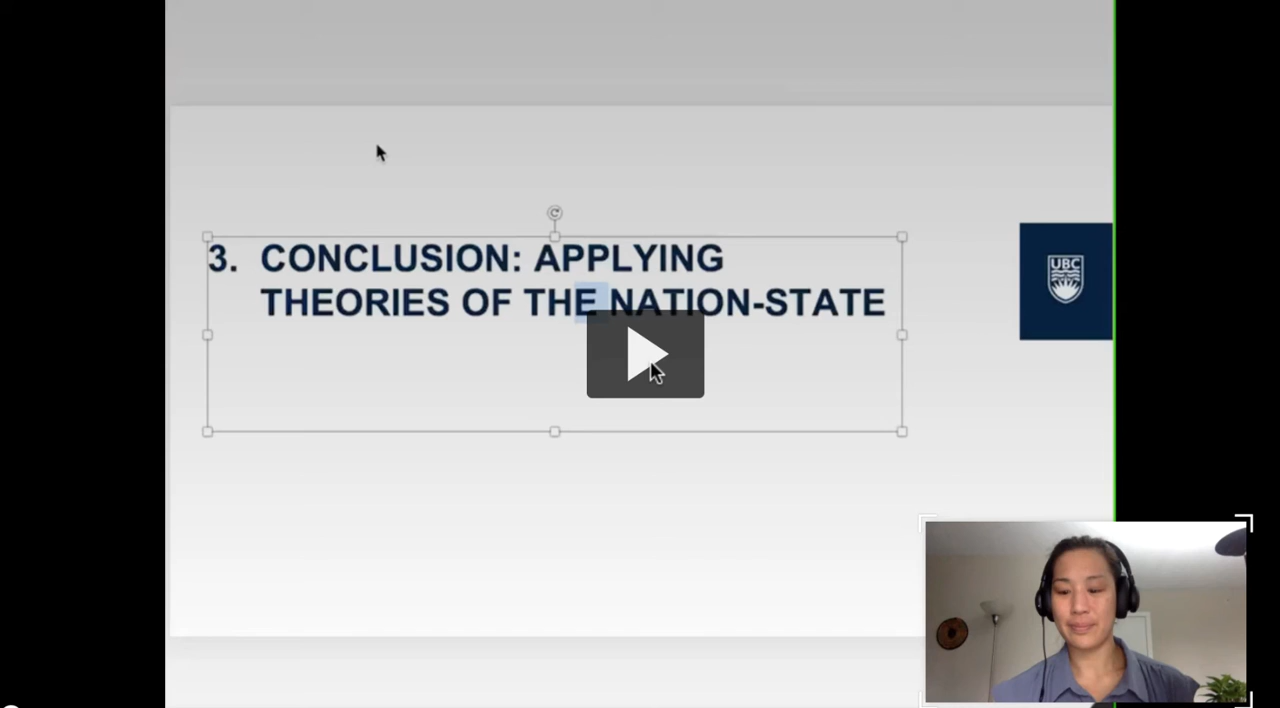 3. CONCLUSION: APPLYING
THEORIES OF THE NATION-STATE
UBC